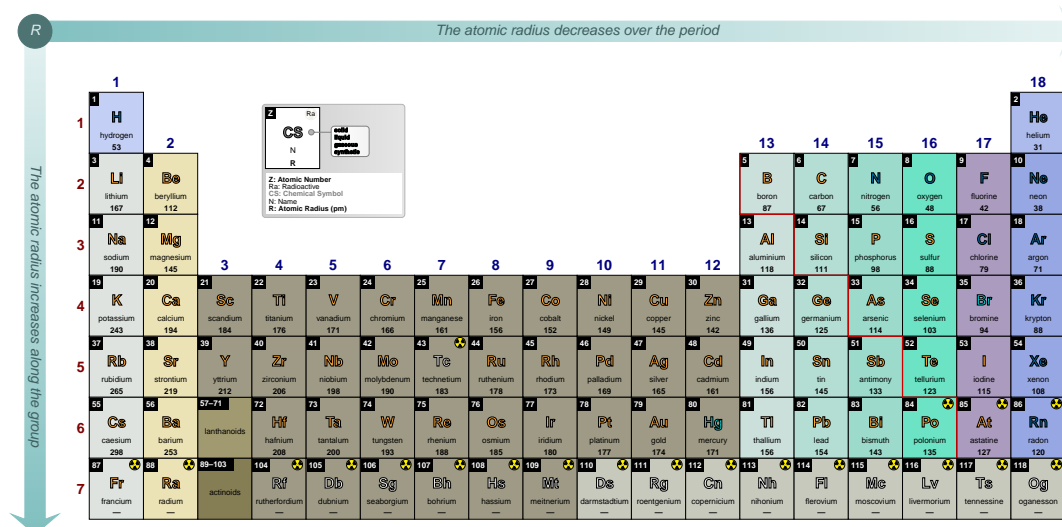 R
The atomic radius decreases over the period
The atomic radius increases along the group
1 18
1 2
1 H hydrogen 53
2 He helium 31
Z Ra
CS
N
R
solid
liquid
gaseous
synthetic
Z: Atomic Number
Ra: Radioactive
CS: Chemical Symbol
N: Name
R: Atomic Radius (pm)
13 14 15 16 17
2
3 Li lithium 167
4 Be beryllium 112
5 B boron 87
6 C carbon 67
7 N nitrogen 56
8 O oxygen 48
9 F fluorine 42
10 Ne neon 38
3
11 Na sodium 190
12 Mg magnesium 145
13 Al aluminium 118
14 Si silicon 111
15 P phosphorus 98
16 S sulfur 88
17 Cl chlorine 79
18 Ar argon 71
3 4 5 6 7 8 9 10 11 12
4
19 K potassium 243
20 Ca calcium 194
21 Sc scandium 184
22 Ti titanium 176
23 V vanadium 171
24 Cr chromium 166
25 Mn manganese 161
26 Fe iron 156
27 Co cobalt 152
28 Ni nickel 149
29 Cu copper 145
30 Zn zinc 142
31 Ga gallium 136
32 Ge germanium 125
33 As arsenic 114
34 Se selenium 103
35 Br bromine 94
36 Kr krypton 88
5
37 Rb rubidium 265
38 Sr strontium 219
39 Y yttrium 212
40 Zr zirconium 206
41 Nb niobium 198
42 Mo molybdenum 190
43 Tc technetium 183
44 Ru ruthenium 178
45 Rh rhodium 173
46 Pd palladium 169
47 Ag silver 165
48 Cd cadmium 161
49 In indium 156
50 Sn tin 145
51 Sb antimony 133
52 Te tellurium 123
53 I iodine 115
54 Xe xenon 108
6
55 Cs caesium 298
56 Ba barium 253
57–71 lanthanoids
72 Hf hafnium 208
73 Ta tantalum 200
74 W tungsten 193
75 Re rhenium 188
76 Os osmium 185
77 Ir iridium 180
78 Pt platinum 177
79 Au gold 174
80 Hg mercury 171
81 Tl thallium 156
82 Pb lead 154
83 Bi bismuth 143
84 Po polonium 135
85 At astatine 127
86 Rn radon 120
7
87 Fr francium —
88 Ra radium —
89–103 actinoids
104 Rf rutherfordium —
105 Db dubnium —
106 Sg seaborgium —
107 Bh bohrium —
108 Hs hassium —
109 Mt meitnerium —
110 Ds darmstadtium —
111 Rg roentgenium —
112 Cn copernicium —
113 Nh nihonium —
114 Fl flerovium —
115 Mc moscovium —
116 Lv livermorium —
117 Ts tennessine —
118 Og oganesson —